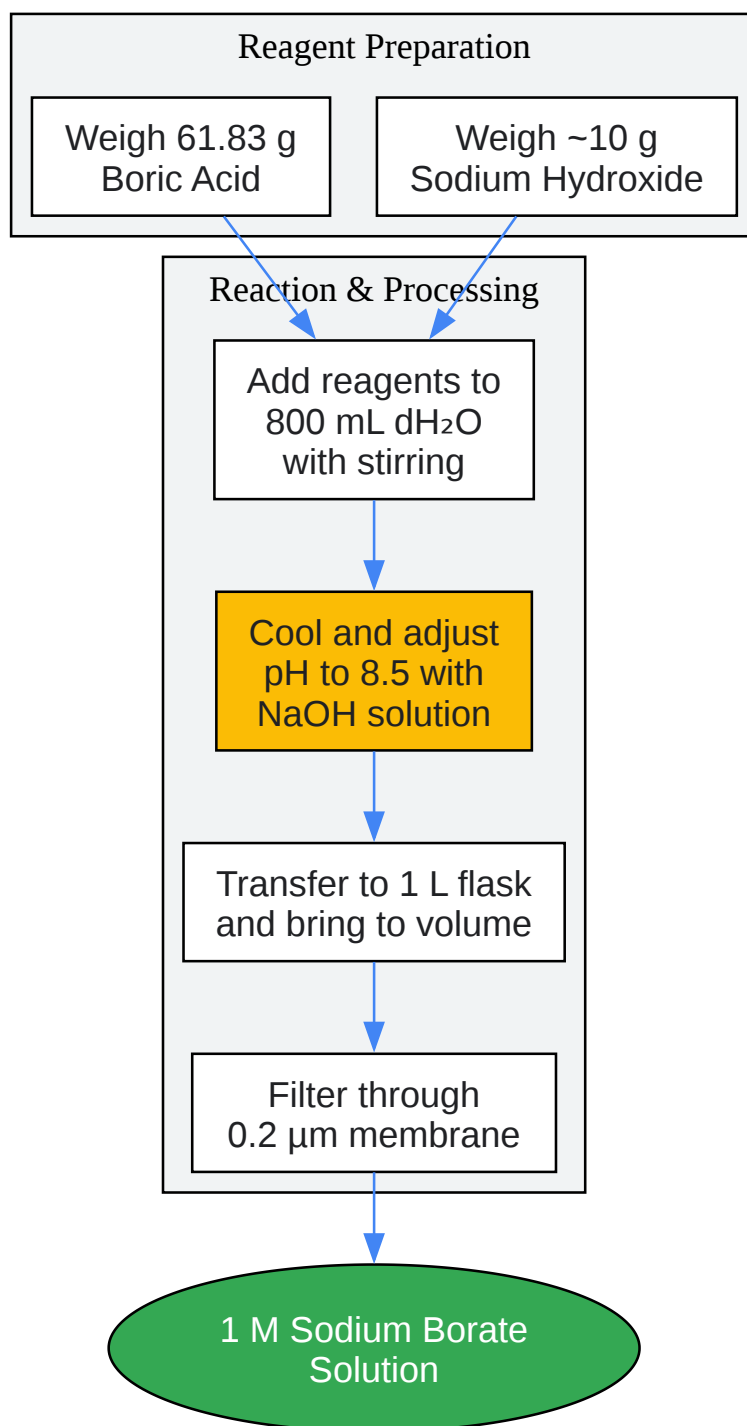 Reagent Preparation
Weigh 61.83 g
Boric Acid
Weigh ~10 g
Sodium Hydroxide
Reaction & Processing
Add reagents to
800 mL dH₂O
with stirring
Cool and adjust
pH to 8.5 with
NaOH solution
Transfer to 1 L flask
and bring to volume
Filter through
0.2 µm membrane
1 M Sodium Borate
Solution